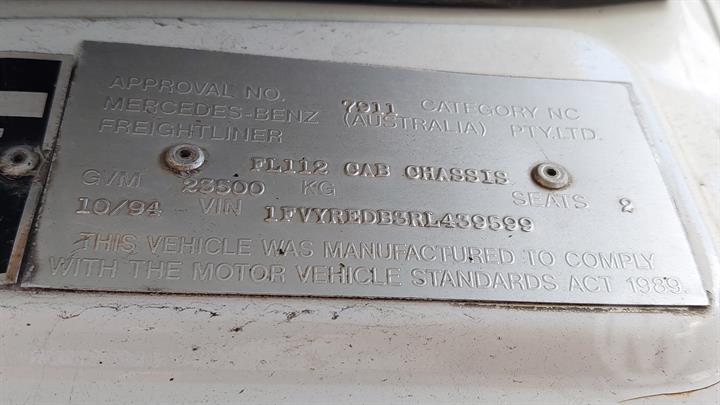 APPROVAL NO. 7911 CATEGORY NC
MERCEDES-BENZ (AUSTRALIA) PTY.LTD.
FREIGHTLINER
FL112 CAB CHASSIS
GVM 23500 KG SEATS 2
10/94 VIN 1FVYREDB3RL439599
THIS VEHICLE WAS MANUFACTURED TO COMPLY
WITH THE MOTOR VEHICLE STANDARDS ACT 1989.